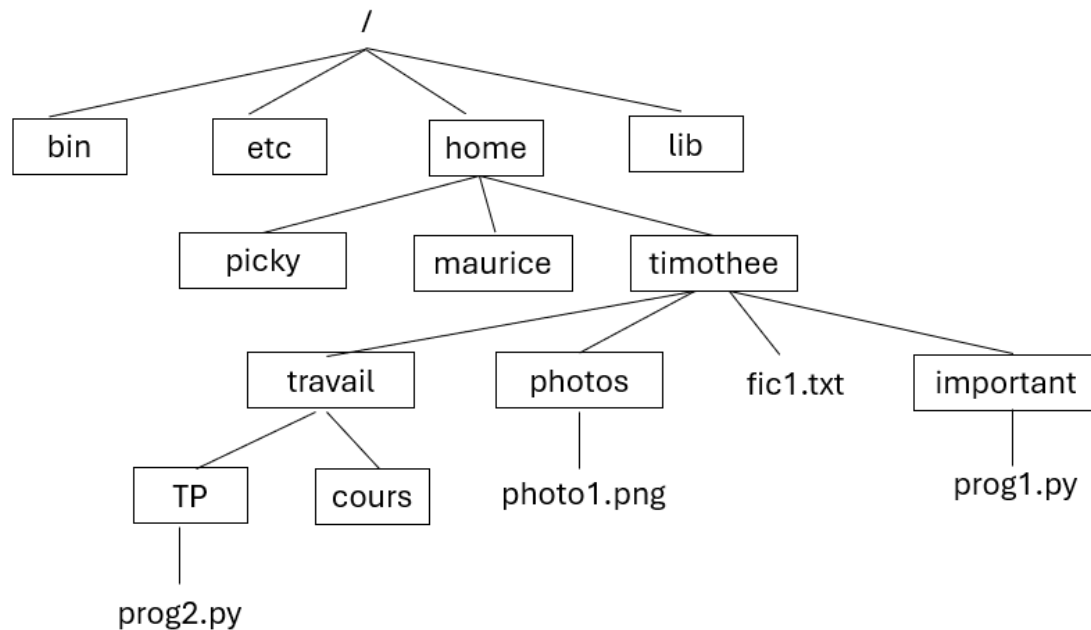 /
bin
etc
home
lib
picky
maurice
timothee
travail
photos
fic1.txt
important
TP
cours
photo1.png
prog1.py
prog2.py